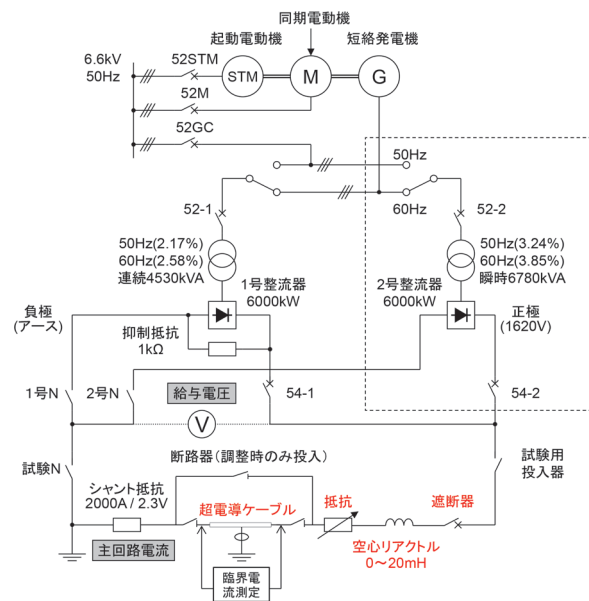 同期電動機
起動電動機
短絡発電機
6.6kV
50Hz
52STM
STM
M
G
52M
52GC
50Hz
60Hz
52-1
52-2
50Hz(2.17%)
60Hz(2.58%)
連続4530kVA
50Hz(3.24%)
60Hz(3.85%)
瞬時6780kVA
1号整流器
6000kW
2号整流器
6000kW
負極
(アース)
正極
(1620V)
抑制抵抗
1kΩ
1号N
2号N
給与電圧
54-1
54-2
V
試験N
断路器(調整時のみ投入)
試験用
投入器
シャント抵抗
2000A / 2.3V
超電導ケーブル
抵抗
遮断器
主回路電流
空心リアクトル
0〜20mH
臨界電
流測定